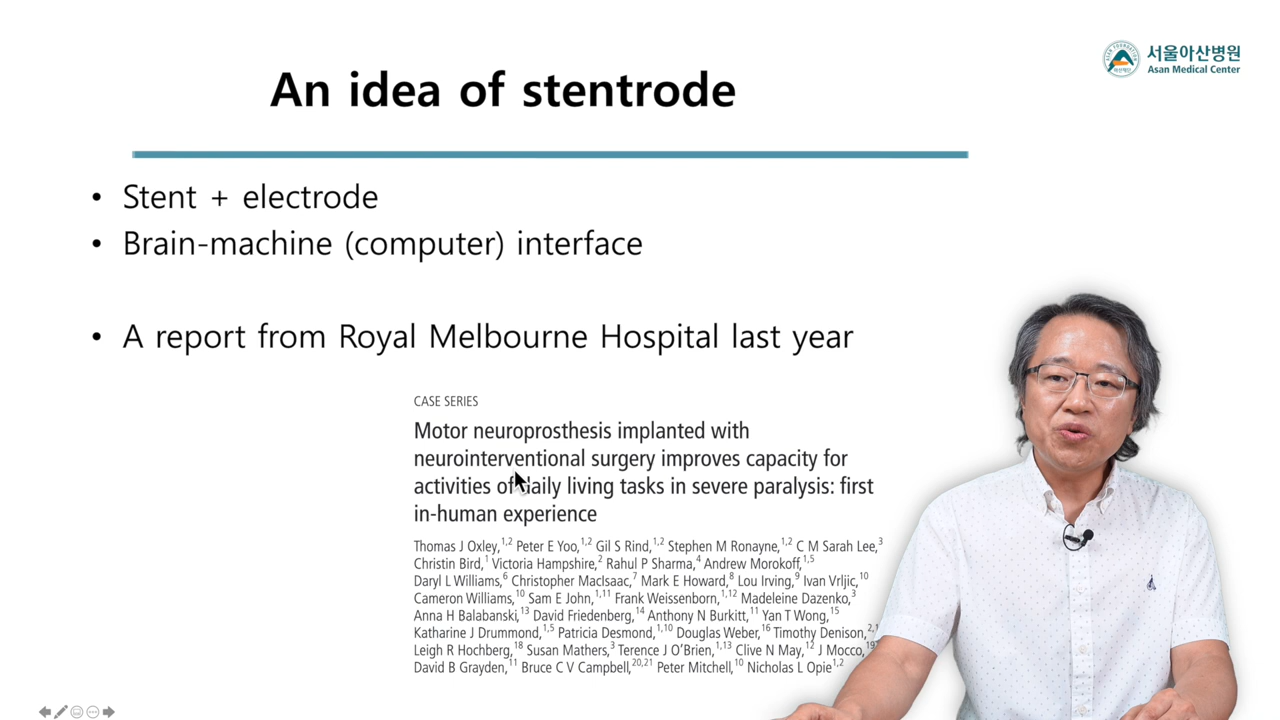 서울아산병원
Asan Medical Center
An idea of stentrode
• Stent + electrode
• Brain-machine (computer) interface
• A report from Royal Melbourne Hospital last year
CASE SERIES
Motor neuroprosthesis implanted with
neurointerventional surgery improves capacity for
activities of daily living tasks in severe paralysis: first
in-human experience
Thomas J Oxley,1,2 Peter E Yoo,1,2 Gil S Rind,1,2 Stephen M Ronayne,1,2 C M Sarah Lee,3
Christin Bird,1 Victoria Hampshire,2 Rahul P Sharma,4 Andrew Morokoff,1,5
Daryl L Williams,6 Christopher MacIsaac,7 Mark E Howard,8 Lou Irving,9 Ivan Vrljic,10
Cameron Williams,10 Sam E John,1,11 Frank Weissenborn,1,12 Madeleine Dazenko,3
Anna H Balabanski,13 David Friedenberg,14 Anthony N Burkitt,11 Yan T Wong,15
Katharine J Drummond,1,5 Patricia Desmond,1,10 Douglas Weber,16 Timothy Denison,2,1
Leigh R Hochberg,18 Susan Mathers,3 Terence J O'Brien,1,13 Clive N May,12 J Mocco,19
David B Grayden,11 Bruce C V Campbell,20,21 Peter Mitchell,10 Nicholas L Opie1,2